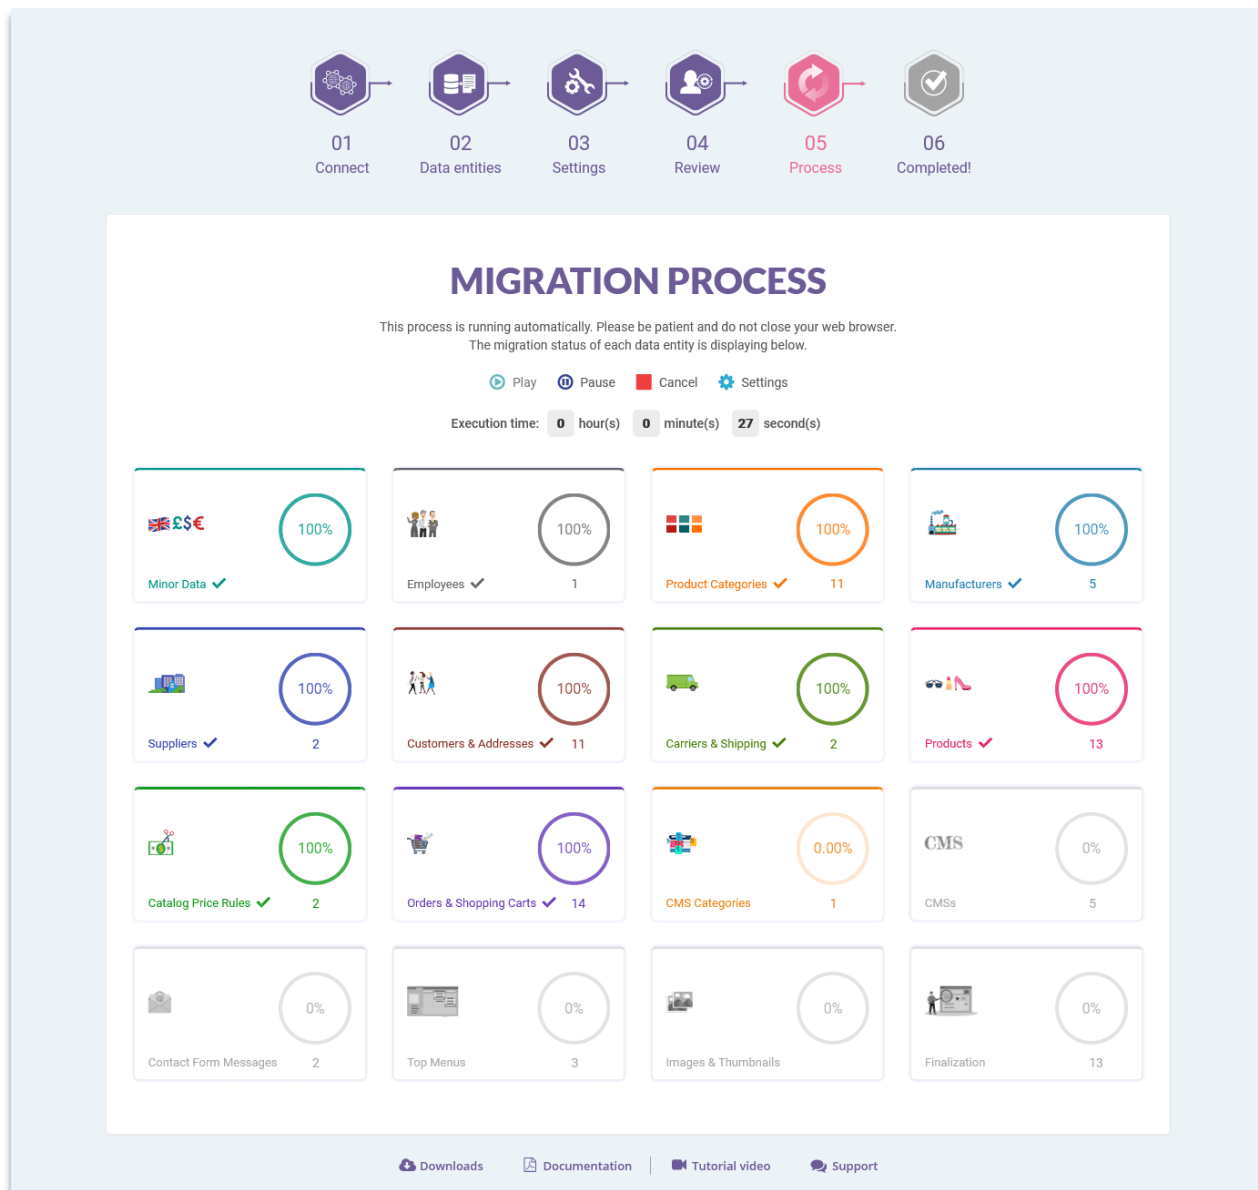 01 02 03 04 05 06
Connect Data entities Settings Review Process Completed!
MIGRATION PROCESS
This process is running automatically. Please be patient and do not close your web browser.
The migration status of each data entity is displaying below.
Play Pause Cancel Settings
Execution time: 0 hour(s) 0 minute(s) 27 second(s)
£$€ 100% 100% 100% 100%
Minor Data Employees 1 Product Categories 11 Manufacturers 5
100% 100% 100% 100%
Suppliers 2 Customers & Addresses 11 Carriers & Shipping 2 Products 13
100% 100% 0.00% CMS 0%
Catalog Price Rules 2 Orders & Shopping Carts 14 CMS Categories 1 CMSs 5
0% 0% 0% 0%
Contact Form Messages 2 Top Menus 3 Images & Thumbnails Finalization 13
Downloads Documentation Tutorial video Support